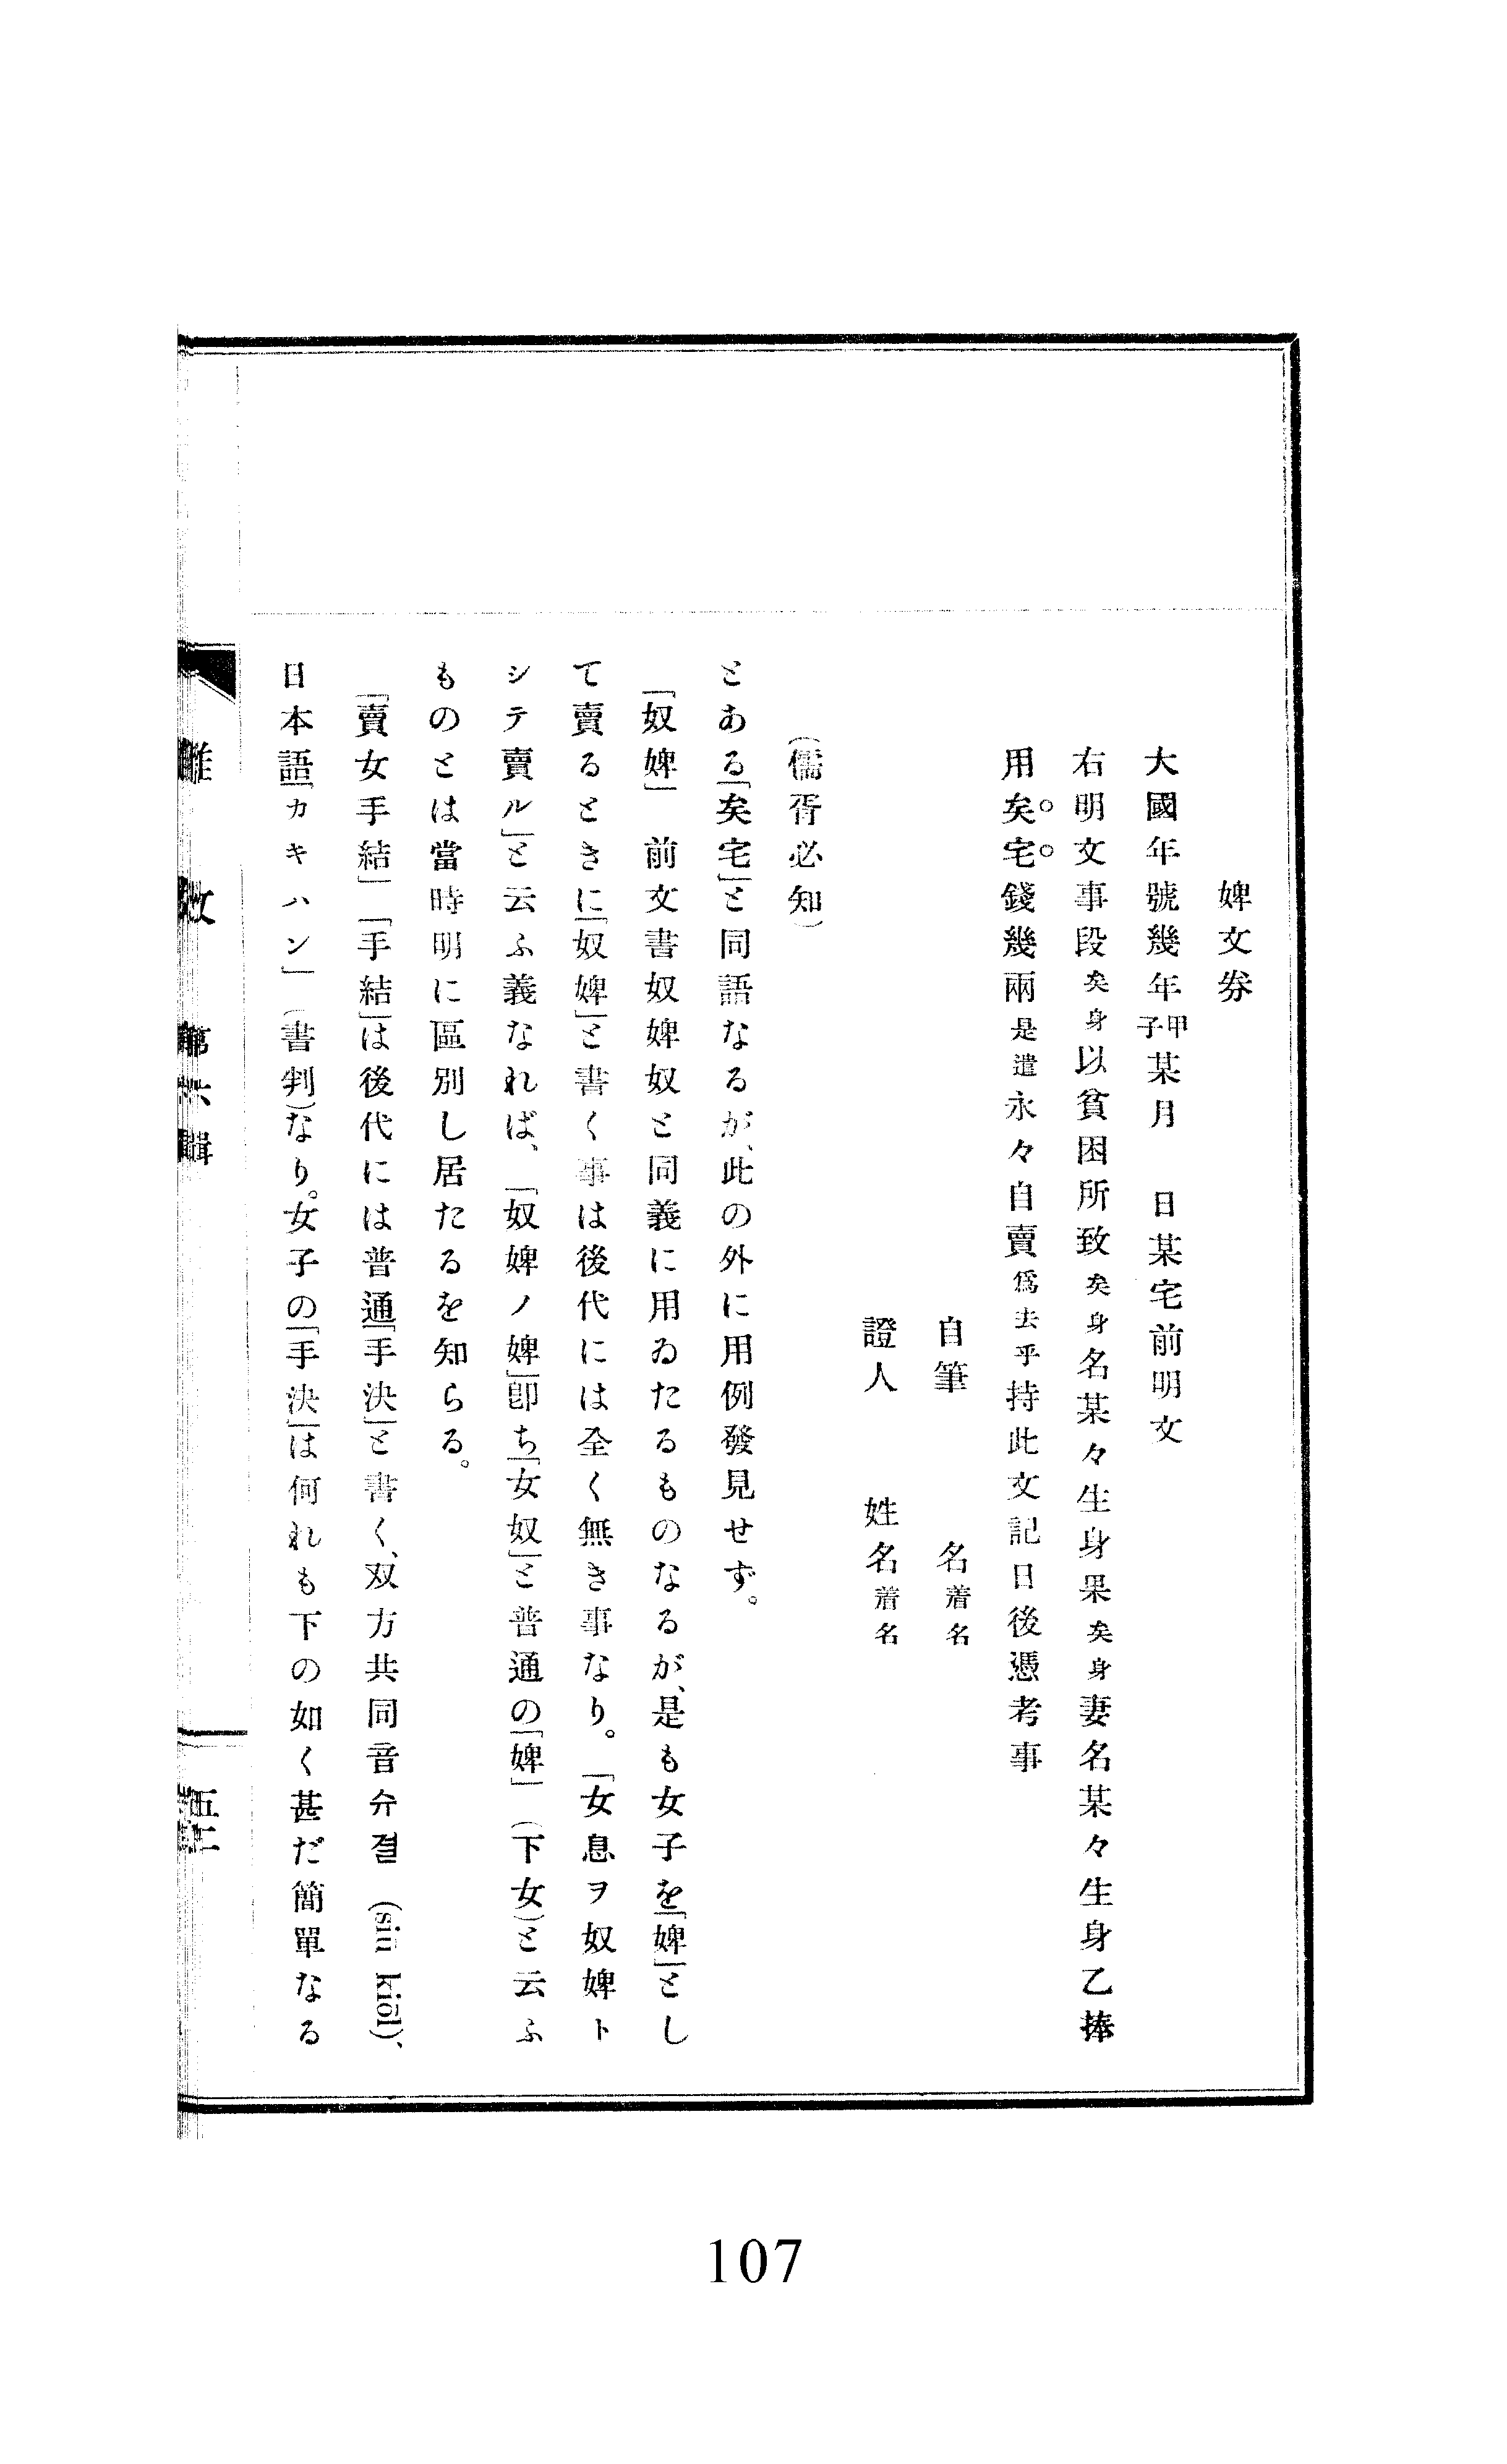 婢文券
大國年號幾年甲子某月　日某宅前明文
右明文事段矣身以貧困所致矣身名某々生身果矣身妻名某々生身乙捧
用矣宅錢幾兩是遣永々自賣爲去乎持此文記日後憑考事
自筆　　　名着名
證人　　姓名着名
（儒胥必知）
とある「矣宅」と同語なるが、此の外に用例發見せず。
「奴婢」　前文書奴婢奴と同義に用ゐたるものなるが、是も女子を「婢」とし
て賣るときに「奴婢」と書く事は後代には全く無き事なり。「女息ヲ奴婢ト
シテ賣ル」と云ふ義なれば、「奴婢ノ婢」卽ち「女奴」と普通の「婢」（下女）と云ふ
ものとは當時明に區別し居たるを知らる。
「賣女手結」「手結」は後代には普通「手決」と書く、双方共同音슈결（siu kiōl）、
日本語「カキハン」（書判）なり。女子の「手決」は何れも下の如く甚だ簡單なる
雜攷　第六輯
五二
107